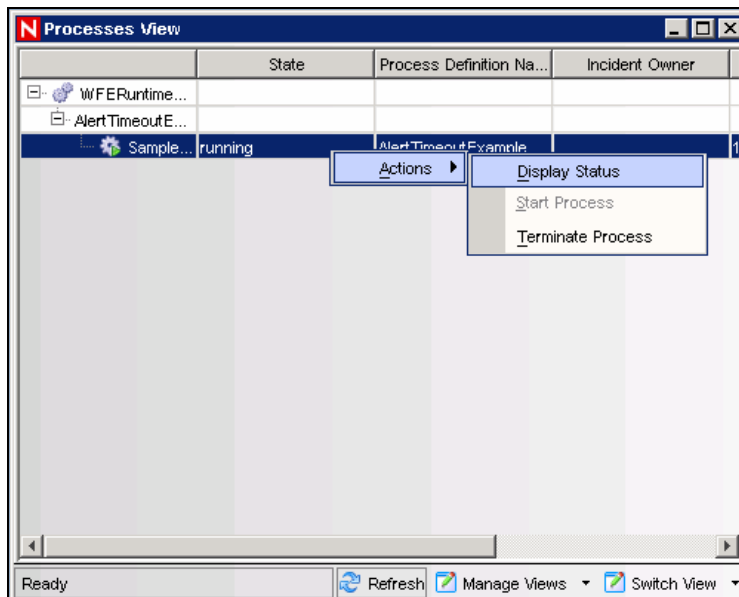 N Processes View
State Process Definition Na... Incident Owner
WFERuntime...
AlertTimeoutE...
Sample... running AlertTimeoutExample 1
Actions Display Status
Start Process
Terminate Process
Ready Refresh Manage Views Switch View